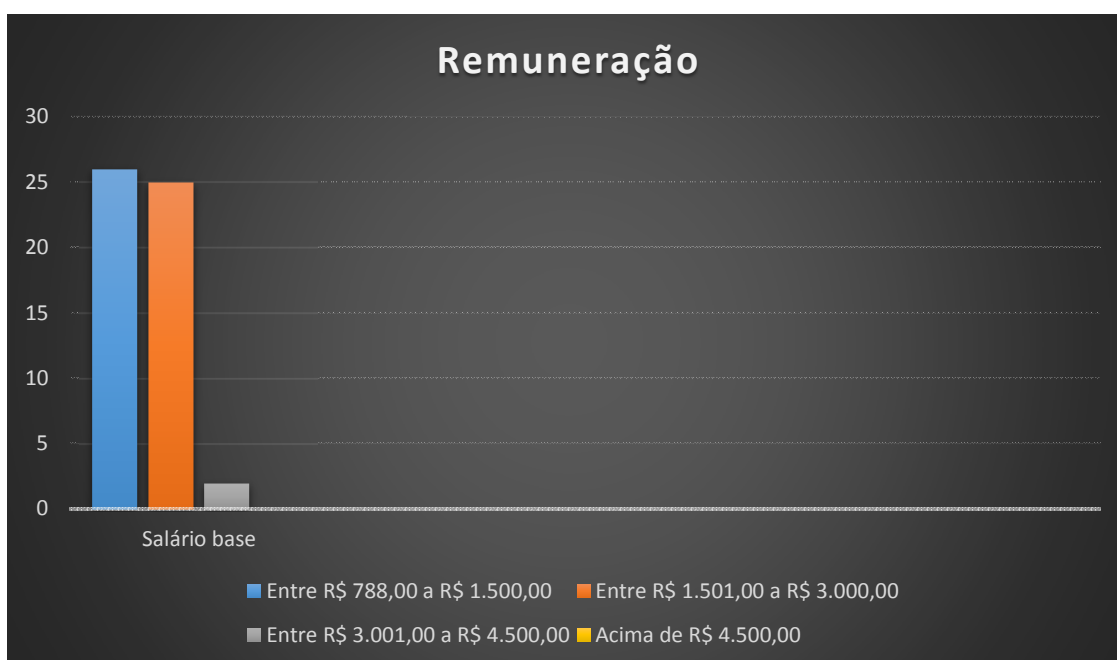 Remuneração
30
25
20
15
10
5
0
Salário base
Entre R$ 788,00 a R$ 1.500,00 Entre R$ 1.501,00 a R$ 3.000,00
Entre R$ 3.001,00 a R$ 4.500,00 Acima de R$ 4.500,00